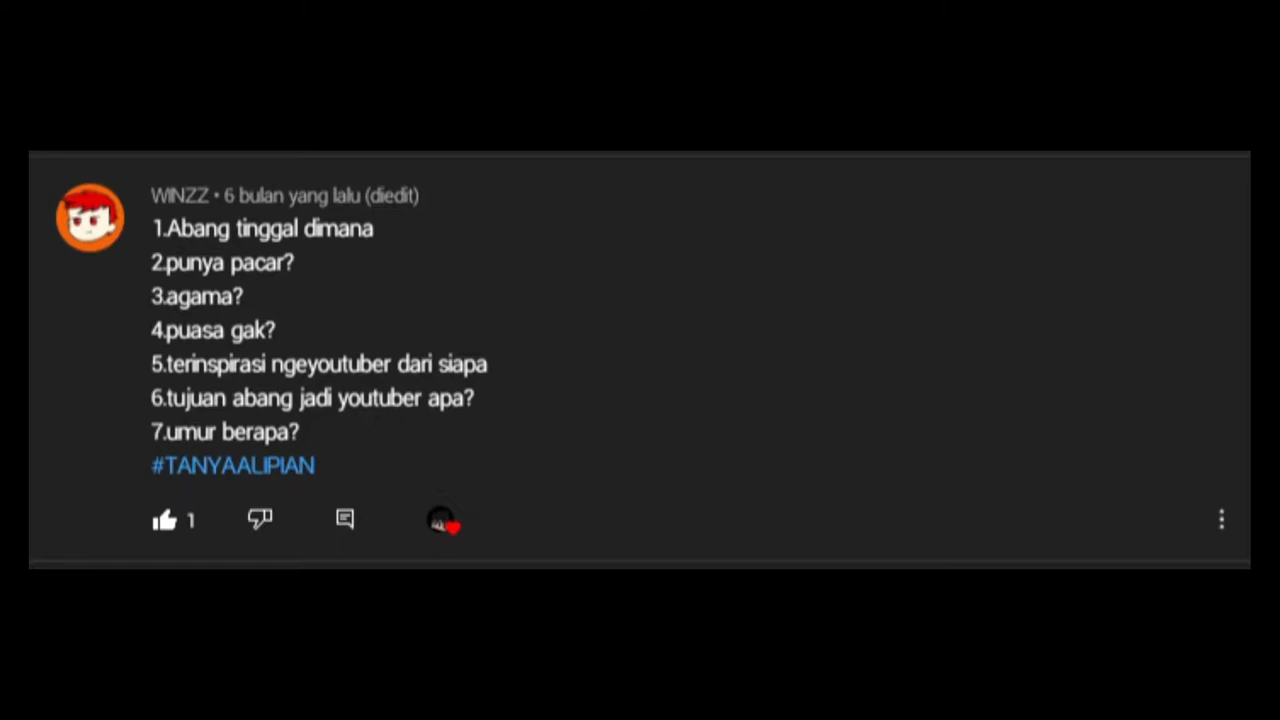 WINZZ • 6 bulan yang lalu (diedit)
1.Abang tinggal dimana
2.punya pacar?
3.agama?
4.puasa gak?
5.terinspirasi ngeyoutuber dari siapa
6.tujuan abang jadi youtuber apa?
7.umur berapa?
#TANYAALIPIAN
1